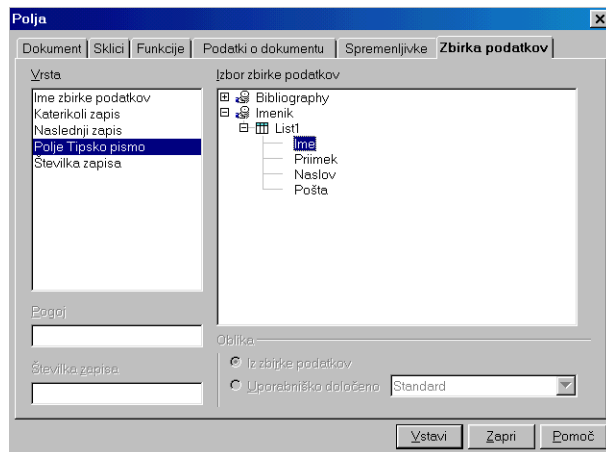 Polja
Dokument Sklici Funkcije Podatki o dokumentu Spremenljivke Zbirka podatkov
Vrsta
Ime zbirke podatkov
Katerikoli zapis
Naslednji zapis
Polje Tipsko pismo
Številka zapisa
Pogoj
Številka zapisa
Izbor zbirke podatkov
Bibliography
Imenik
List1
Ime
Priimek
Naslov
Pošta
Oblika
Iz zbirke podatkov
Uporabniško določeno Standard
Vstavi Zapri Pomoč